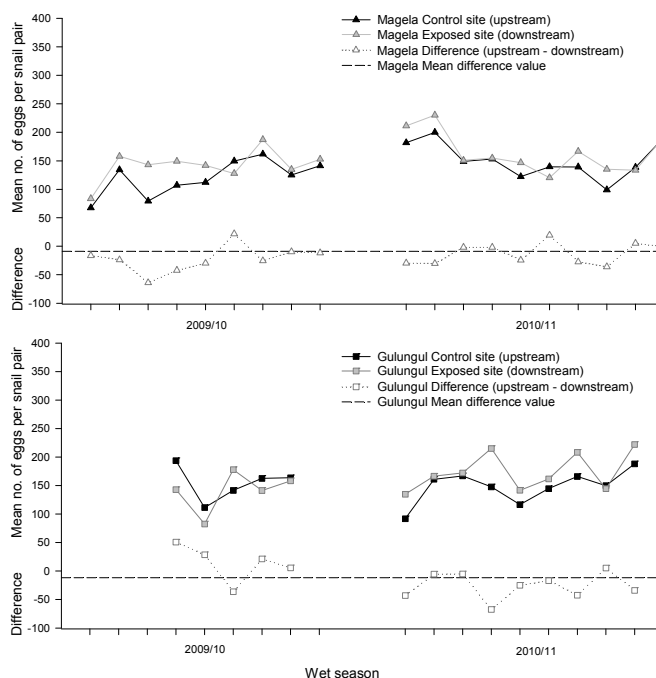 400
350
300
250
200
150
100
50
0
-50
-100
Mean no. of eggs per snail pair
Difference
Magela Control site (upstream)
Magela Exposed site (downstream)
Magela Difference (upstream - downstream)
Magela Mean difference value
2009/10
2010/11
400
350
300
250
200
150
100
50
0
-50
-100
Mean no. of eggs per snail pair
Difference
Gulungul Control site (upstream)
Gulungul Exposed site (downstream)
Gulungul Difference (upstream - downstream)
Gulungul Mean difference value
2009/10
2010/11
Wet season